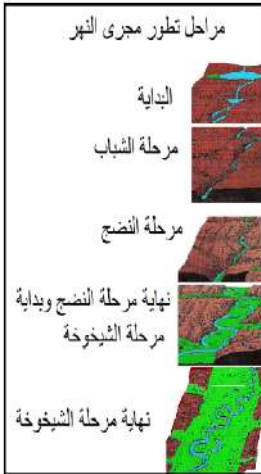 مراحل تطور مجرى النهر
البداية
مرحلة الشباب
مرحلة النضج
نهاية مرحلة النضج وبداية
مرحلة الشيخوخة
نهاية مرحلة الشيخوخة